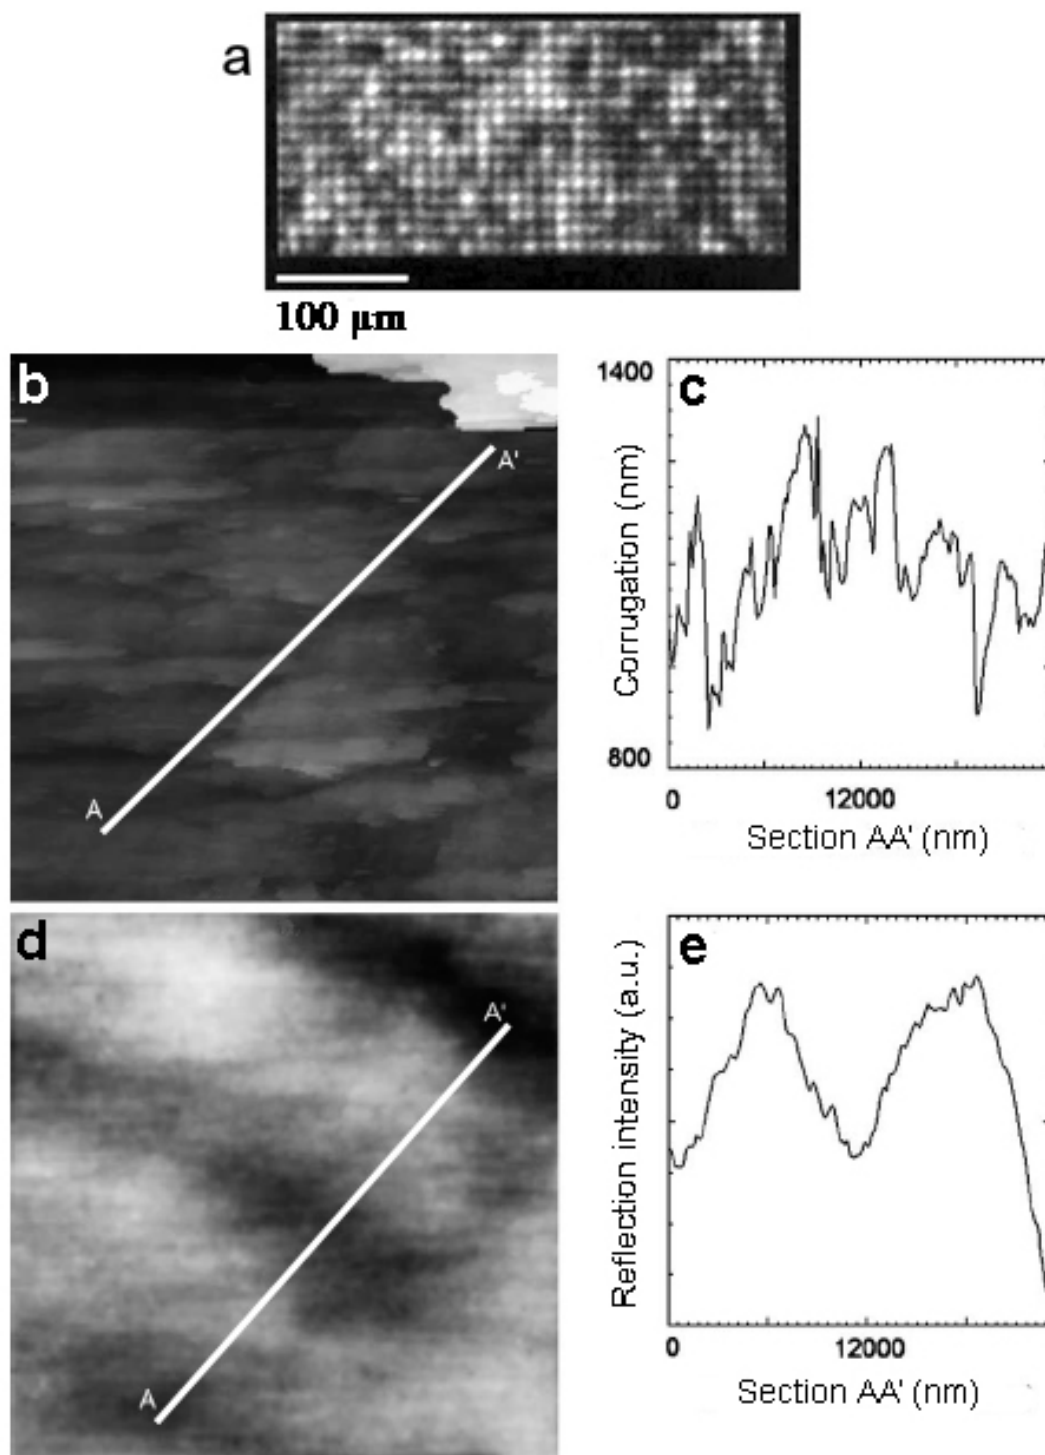 a
100 μm
b
A'
A
c
1400
Corrugation (nm)
800
0 12000
Section AA' (nm)
d
A'
A
e
Reflection intensity (a.u.)
0 12000
Section AA' (nm)